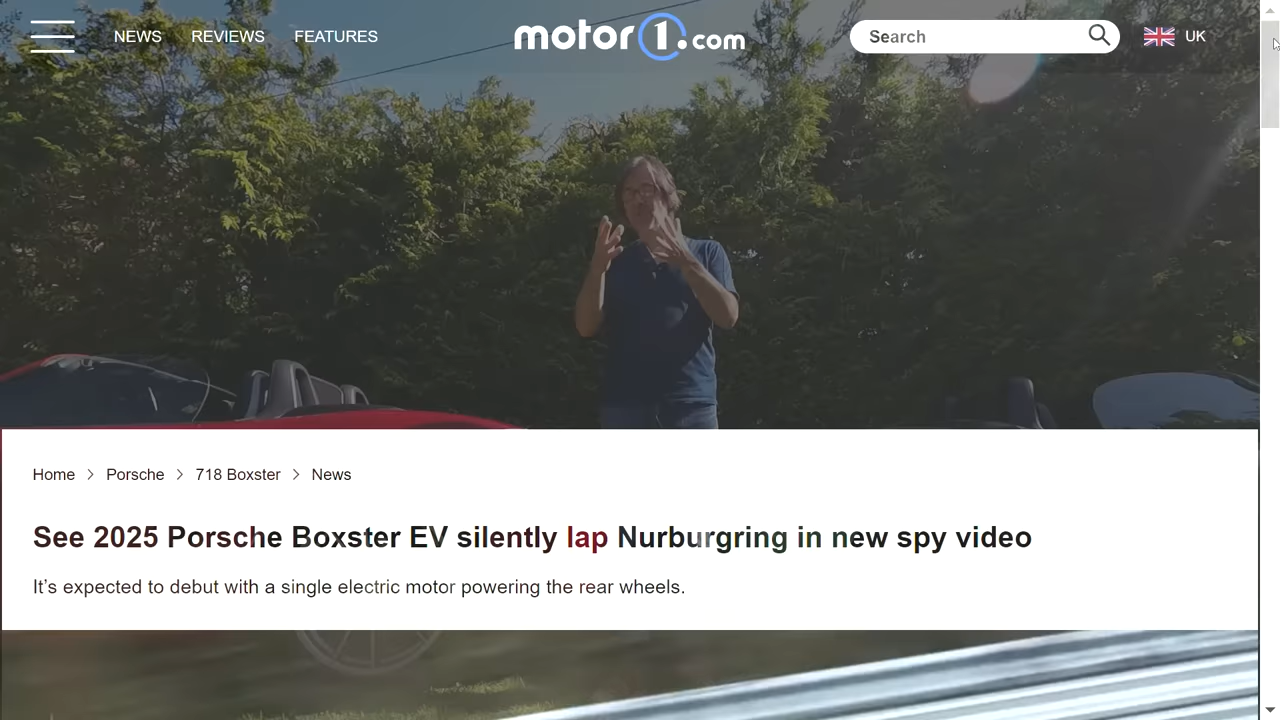 NEWS REVIEWS FEATURES motor1.com Search UK
Home > Porsche > 718 Boxster > News
See 2025 Porsche Boxster EV silently lap Nurburgring in new spy video
It’s expected to debut with a single electric motor powering the rear wheels.